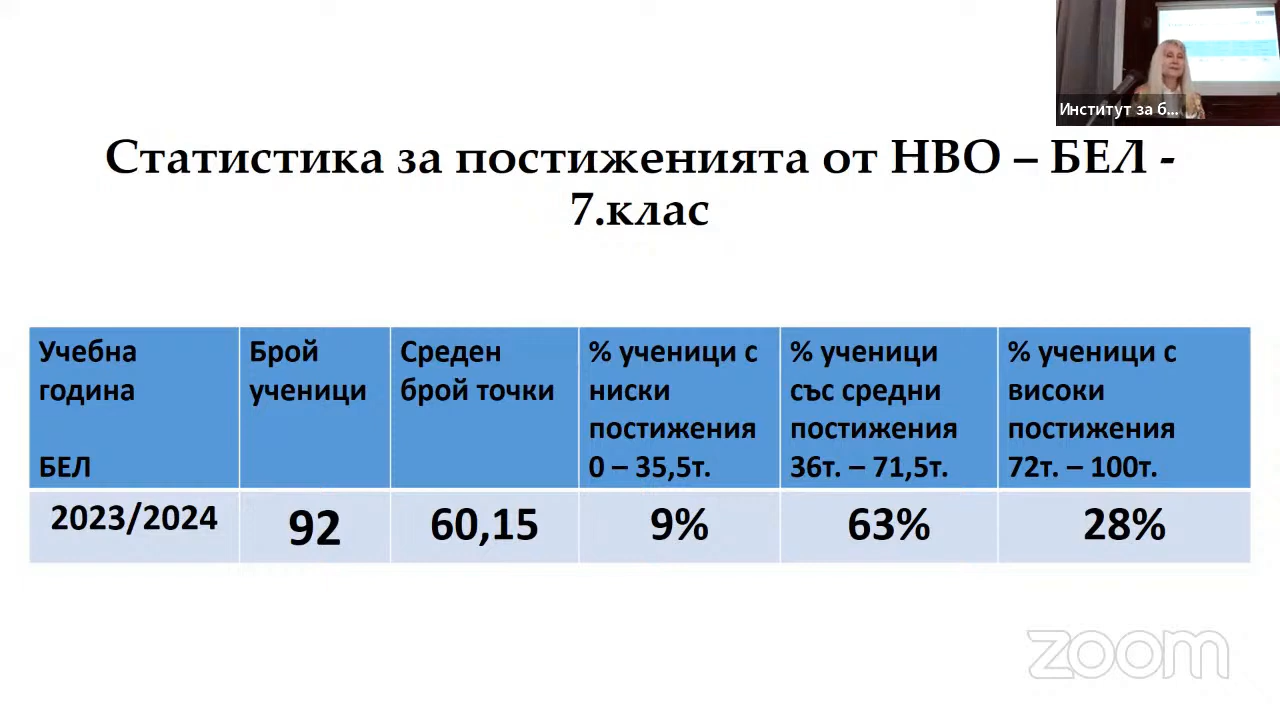 Институт за б...
Статистика за постиженията от НВО – БЕЛ -
7.клас
Учебна
година
БЕЛ
Брой
ученици
Среден
брой точки
% ученици с
ниски
постижения
0 – 35,5т.
% ученици
със средни
постижения
36т. – 71,5т.
% ученици с
високи
постижения
72т. – 100т.
2023/2024
92
60,15
9%
63%
28%
zoom